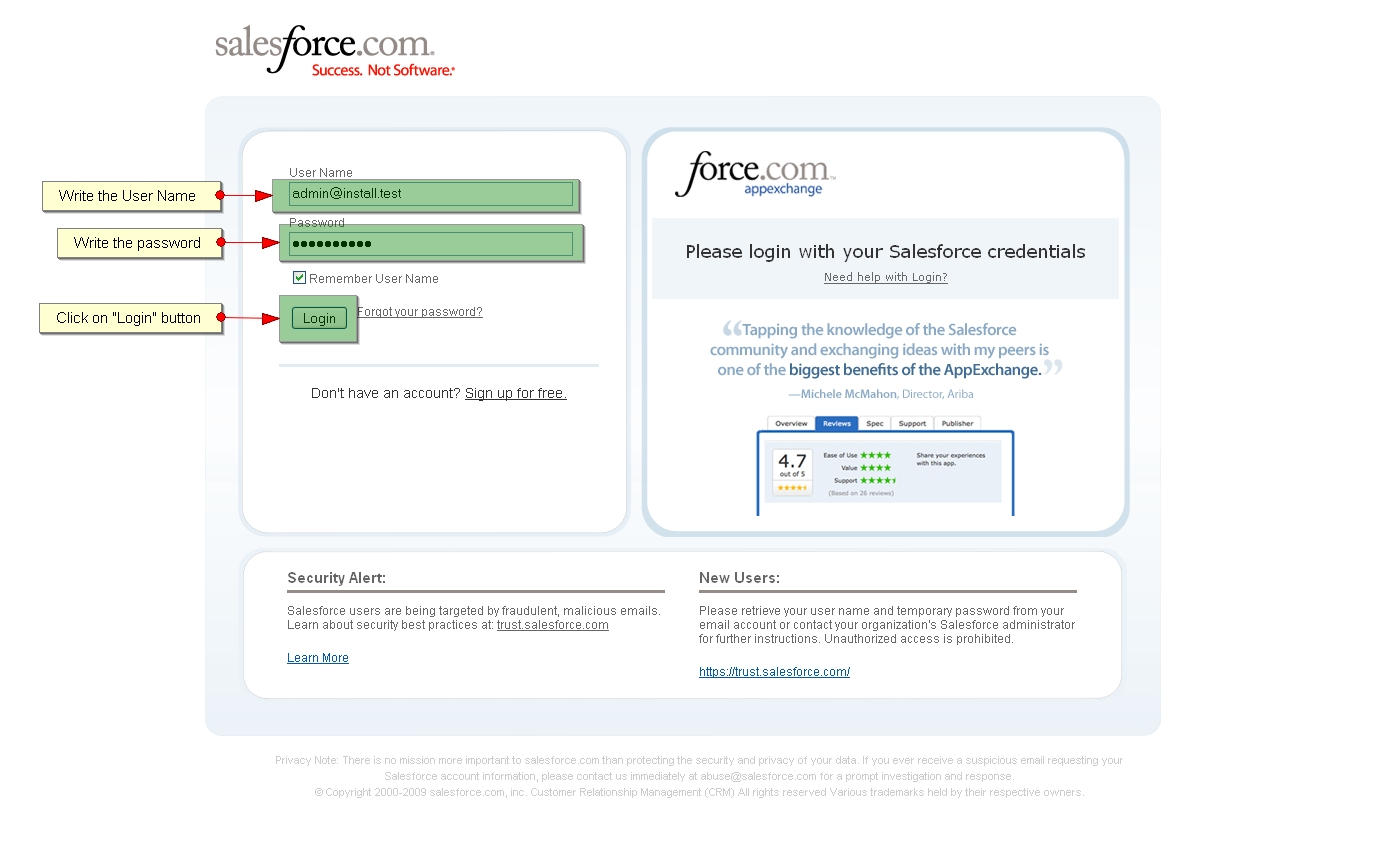 salesforce.com.
Success. Not Software.
User Name
Write the User Name
admin@install.test
Password
Write the password
••••••••••
Remember User Name
Click on "Login" button
Login
Forgot your password?
Don't have an account? Sign up for free.
force.com™
appexchange
Please login with your Salesforce credentials
Need help with Login?
“Tapping the knowledge of the Salesforce
community and exchanging ideas with my peers is
one of the biggest benefits of the AppExchange.”
—Michele McMahon, Director, Ariba
Overview Reviews Spec Support Publisher
4.7
out of 5
Ease of Use
Value
Support
(Based on 26 reviews)
Share your experiences
with this app.
Security Alert:
Salesforce users are being targeted by fraudulent, malicious emails.
Learn about security best practices at: trust.salesforce.com
Learn More
New Users:
Please retrieve your user name and temporary password from your
email account or contact your organization's Salesforce administrator
for further instructions. Unauthorized access is prohibited.
https://trust.salesforce.com/
Privacy Note: There is no mission more important to salesforce.com than protecting the security and privacy of your data. If you ever receive a suspicious email requesting your
Salesforce account information, please contact us immediately at abuse@salesforce.com for a prompt investigation and response.
© Copyright 2000-2009 salesforce.com, inc. Customer Relationship Management (CRM) All rights reserved Various trademarks held by their respective owners.